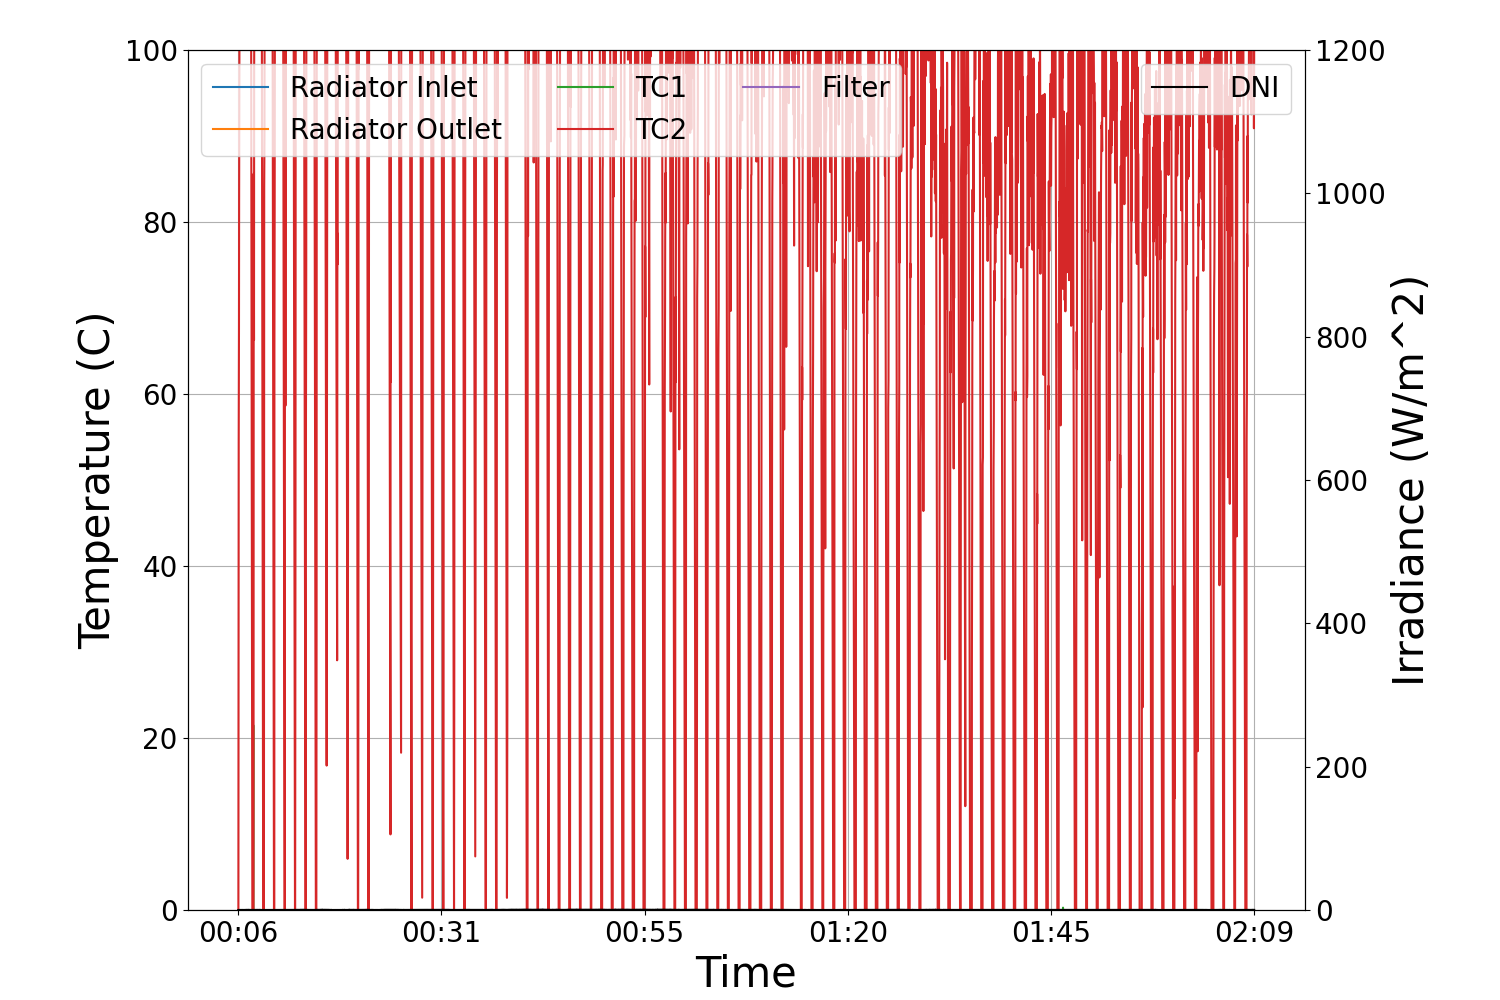 100
80
60
40
20
0
Temperature (C)
Radiator Inlet
Radiator Outlet
TC1
TC2
Filter
DNI
1200
1000
800
600
400
200
0
Irradiance (W/m^2)
00:06 00:31 00:55 01:20 01:45 02:09
Time